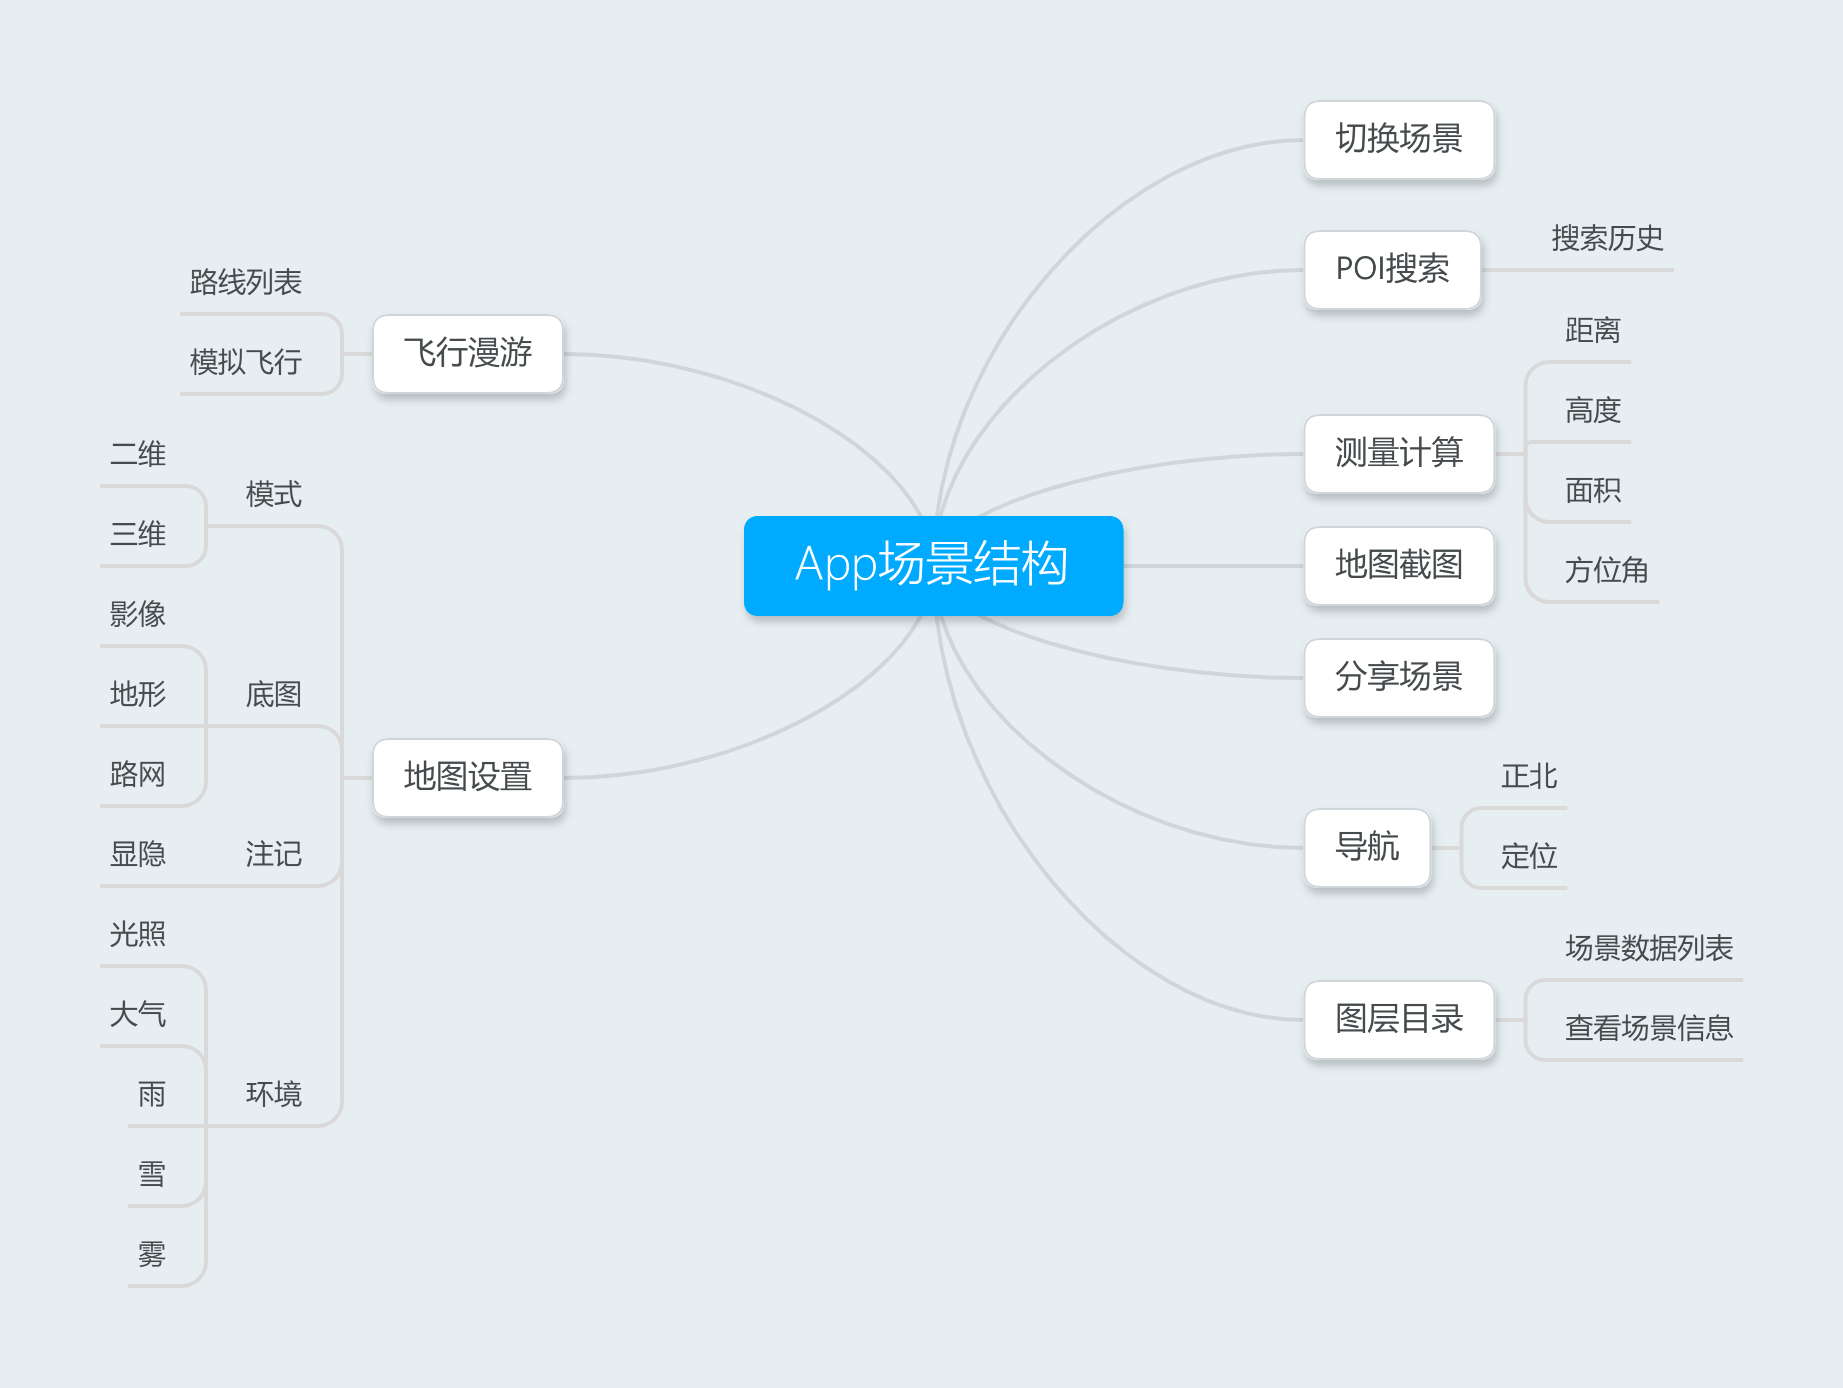 App场景结构
切换场景
POI搜索
搜索历史
测量计算
距离
高度
面积
方位角
地图截图
分享场景
导航
正北
定位
图层目录
场景数据列表
查看场景信息
飞行漫游
路线列表
模拟飞行
地图设置
模式
二维
三维
底图
影像
地形
路网
注记
显隐
环境
光照
大气
雨
雪
雾